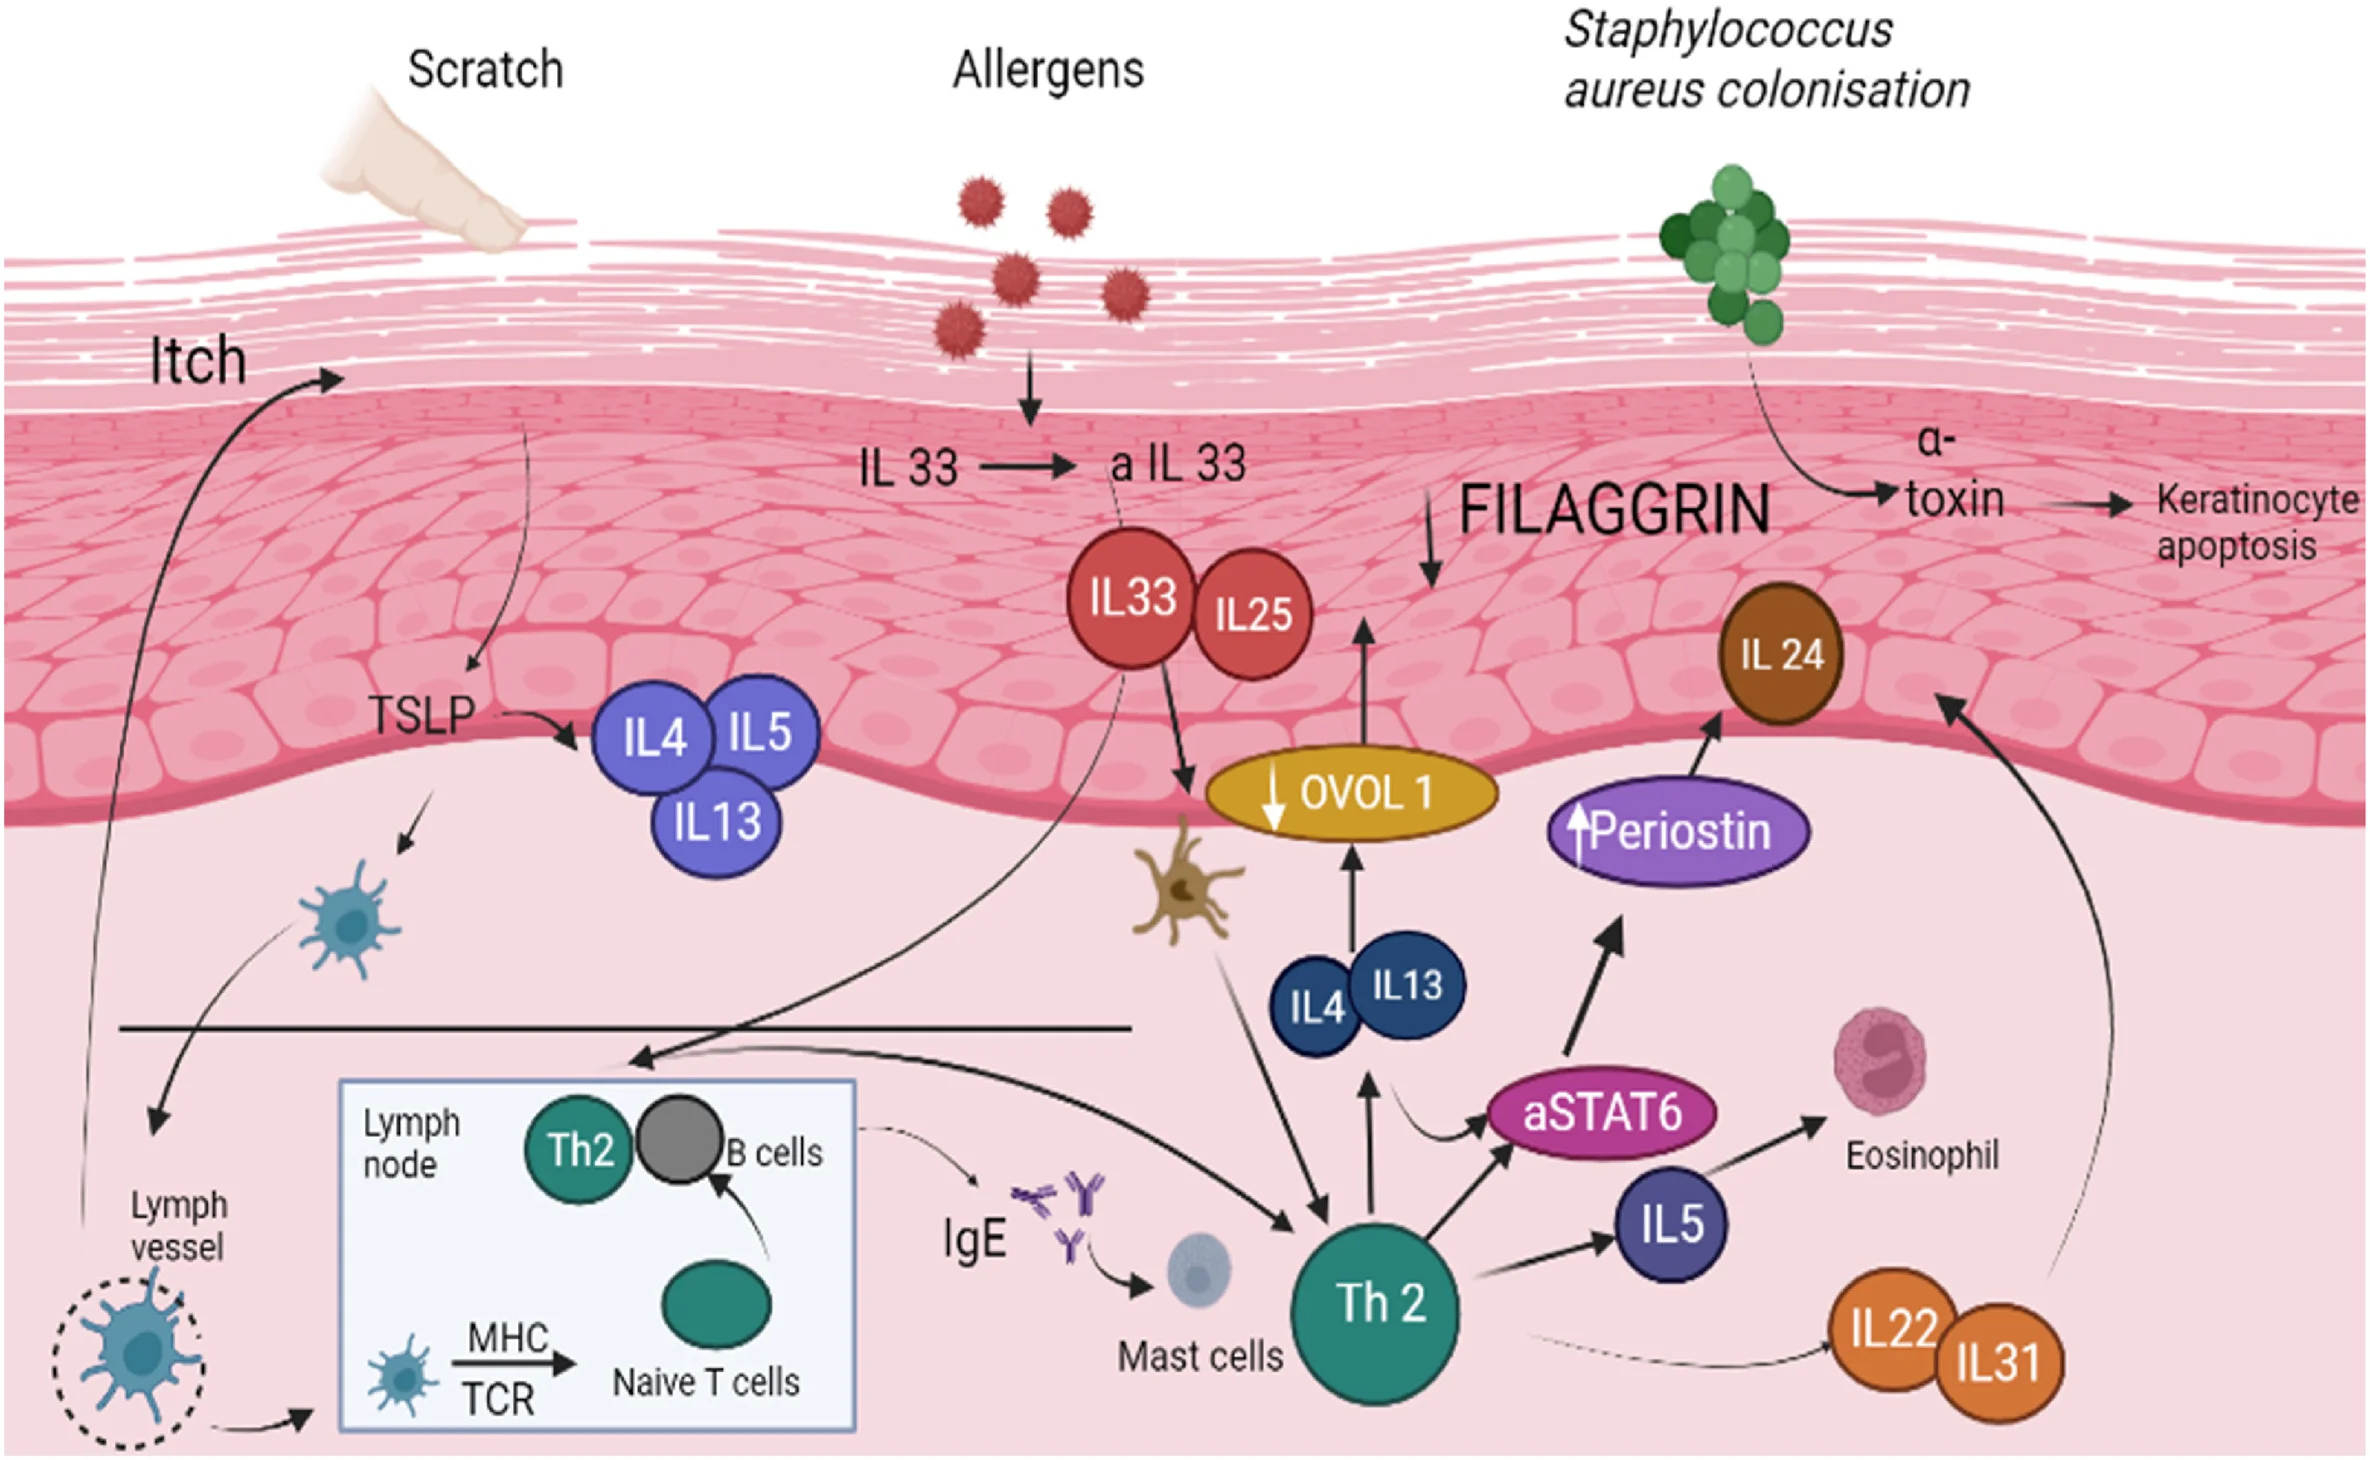 Scratch
Allergens
Staphylococcus
aureus colonisation
Itch
IL 33
a IL 33
FILAGGRIN
α-
toxin
Keratinocyte
apoptosis
IL33
IL25
IL 24
TSLP
IL4
IL5
IL13
OVOL 1
Periostin
IL4
IL13
aSTAT6
Eosinophil
IL5
Lymph
node
Th2
B cells
Lymph
vessel
IgE
Mast cells
Th 2
MHC
TCR
Naive T cells
IL22
IL31